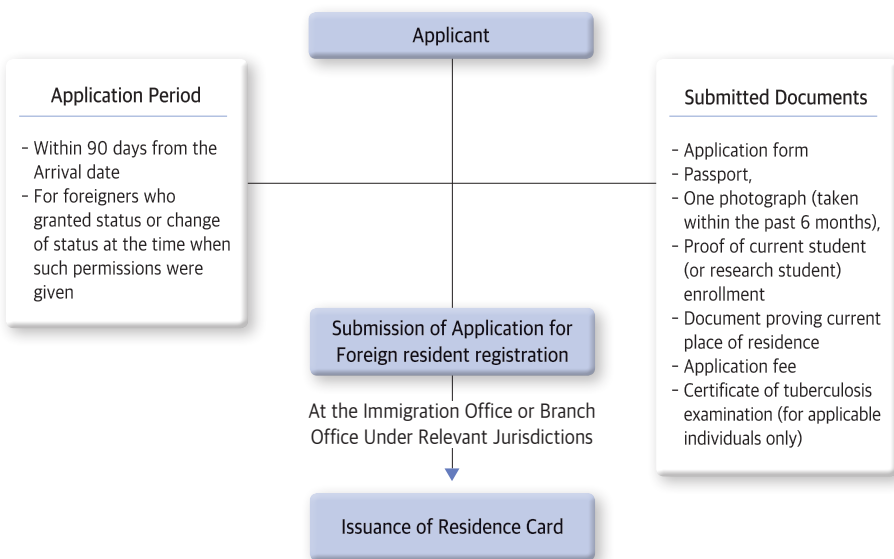 Applicant
Application Period
- Within 90 days from the
Arrival date
- For foreigners who
granted status or change
of status at the time when
such permissions were
given
Submitted Documents
- Application form
- Passport,
- One photograph (taken
within the past 6 months),
- Proof of current student
(or research student)
enrollment
- Document proving current
place of residence
- Application fee
- Certificate of tuberculosis
examination (for applicable
individuals only)
Submission of Application for
Foreign resident registration
At the Immigration Office or Branch
Office Under Relevant Jurisdictions
Issuance of Residence Card